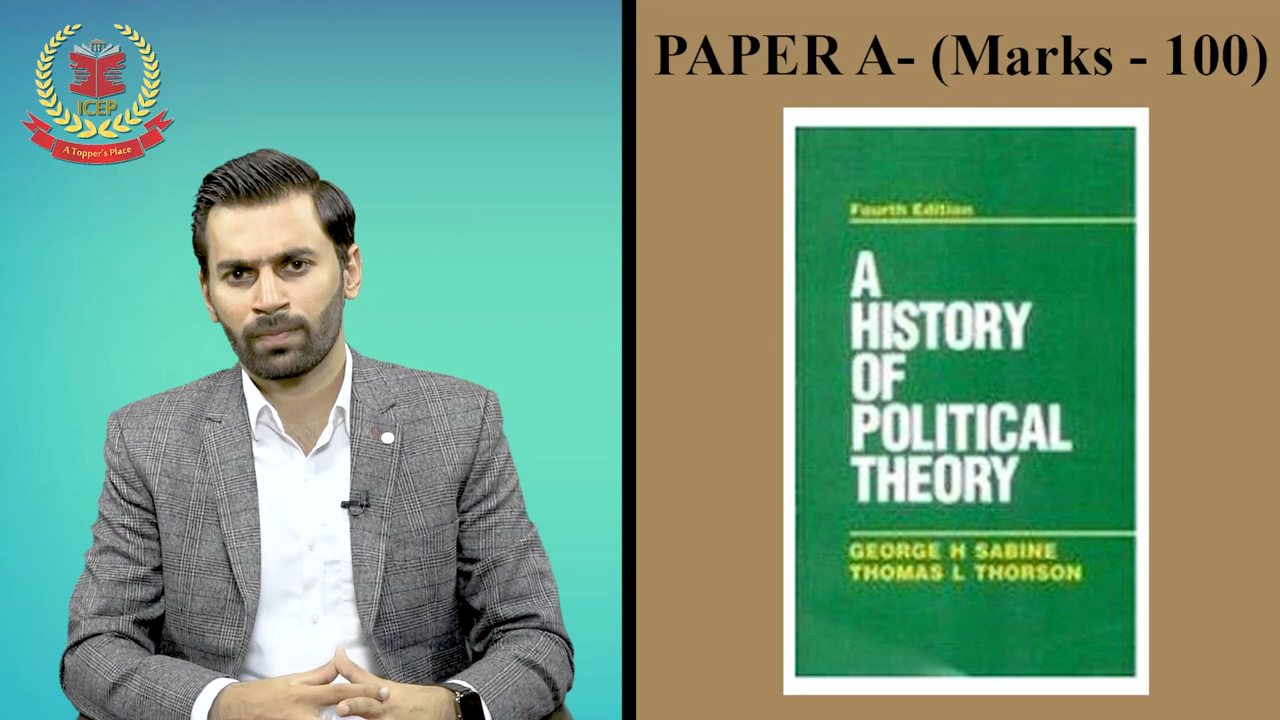 ICEP
A Topper's Place
PAPER A- (Marks - 100)
Fourth Edition
A
HISTORY
OF
POLITICAL
THEORY
GEORGE H SABINE
THOMAS L THORSON